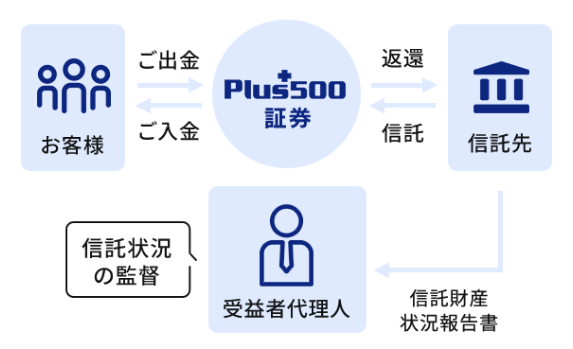 ご出金
お客様
ご入金
Plus500
証券
返還
信託
信託先
信託状況
の監督
受益者代理人
信託財産
状況報告書